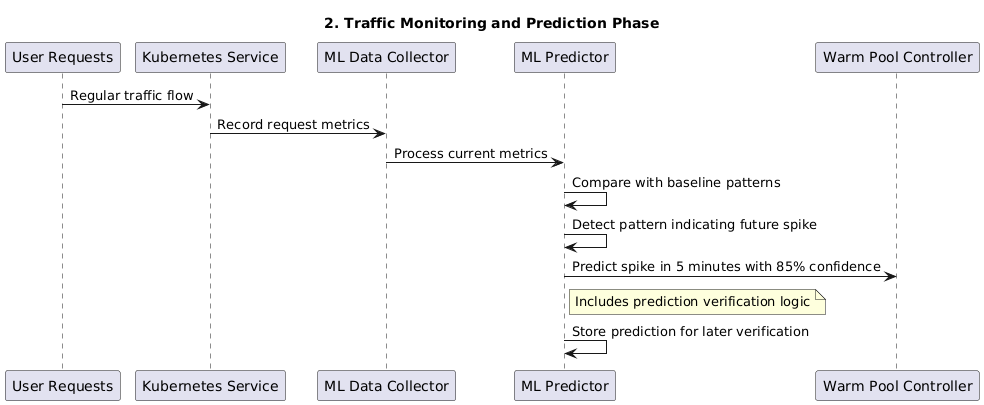 2. Traffic Monitoring and Prediction Phase
User Requests
Kubernetes Service
ML Data Collector
ML Predictor
Warm Pool Controller
Regular traffic flow
Record request metrics
Process current metrics
Compare with baseline patterns
Detect pattern indicating future spike
Predict spike in 5 minutes with 85% confidence
Includes prediction verification logic
Store prediction for later verification
User Requests
Kubernetes Service
ML Data Collector
ML Predictor
Warm Pool Controller